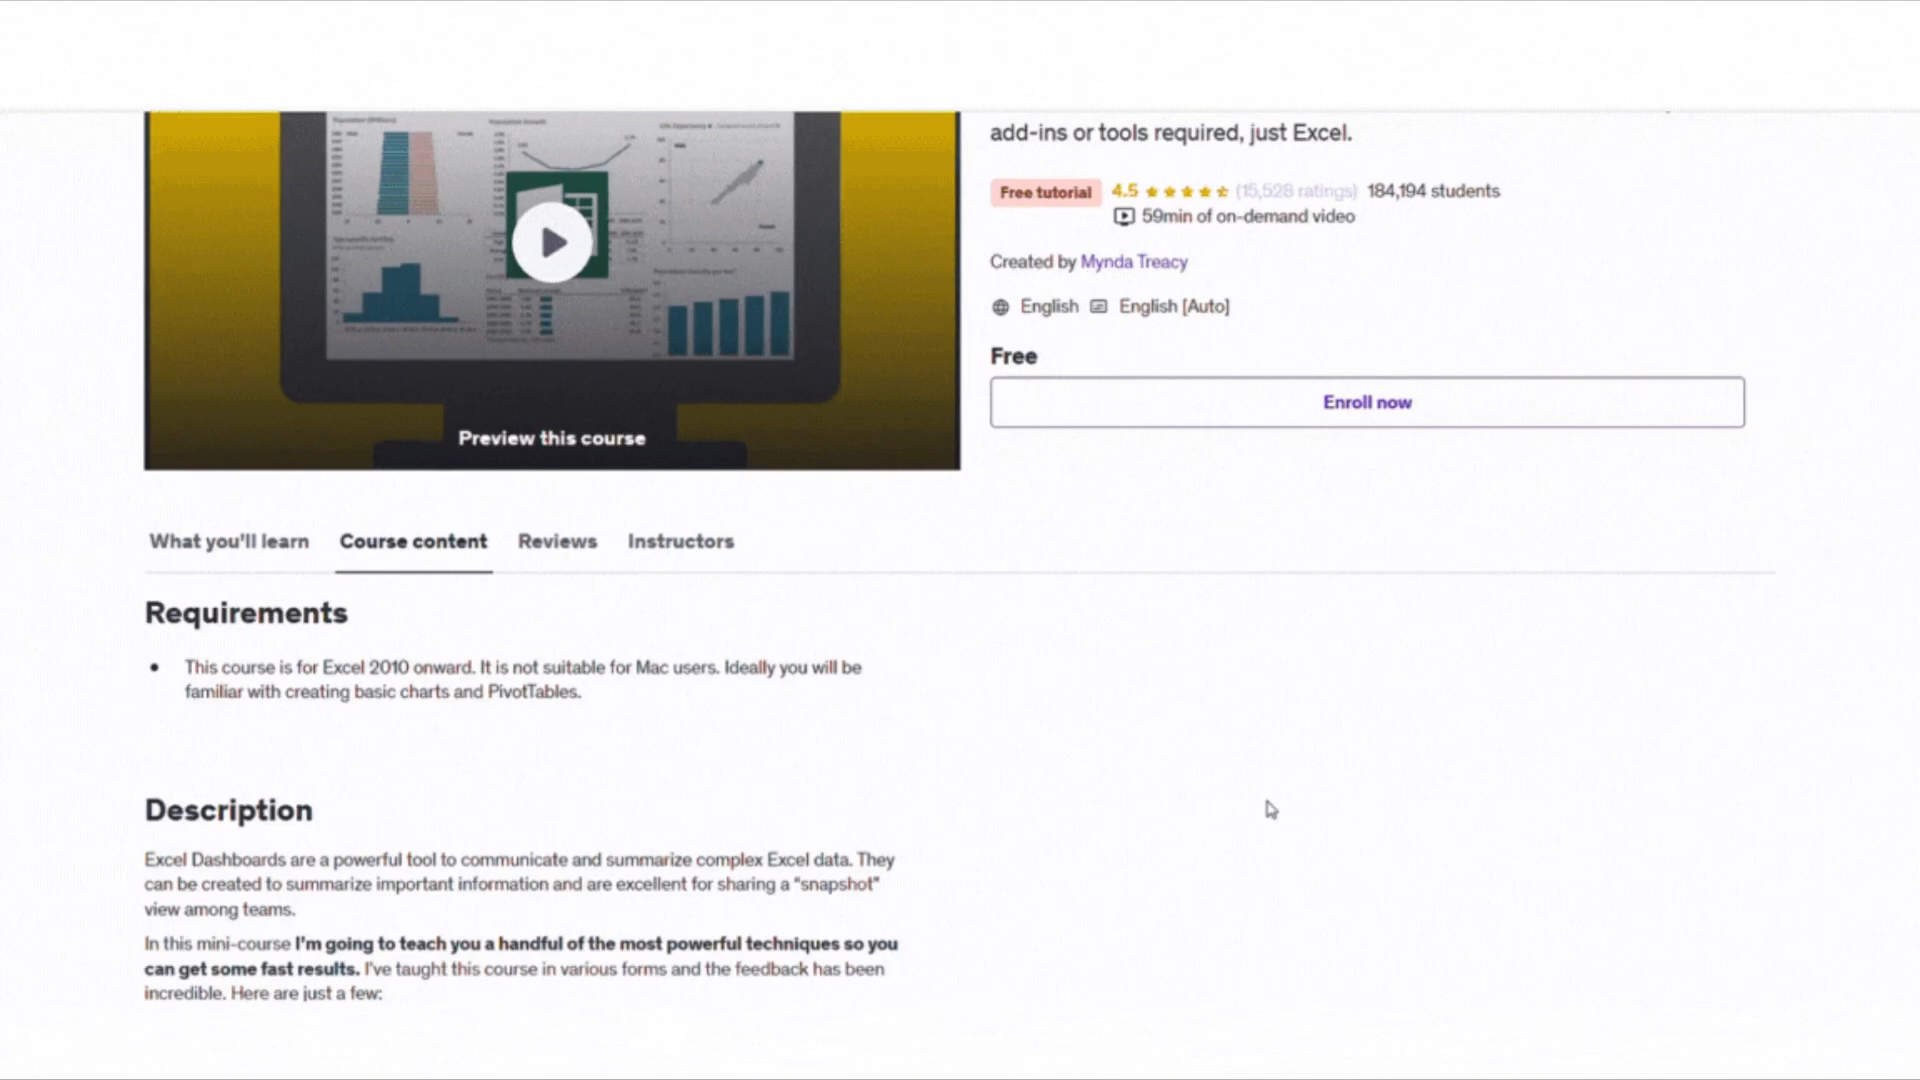 add-ins or tools required, just Excel.
Free tutorial 4.5 (15,528 ratings) 184,194 students
59min of on-demand video
Created by Mynda Treacy
English English [Auto]
Free
Enroll now
Preview this course
What you'll learn Course content Reviews Instructors
Requirements
This course is for Excel 2010 onward. It is not suitable for Mac users. Ideally you will be
familiar with creating basic charts and PivotTables.
Description
Excel Dashboards are a powerful tool to communicate and summarize complex Excel data. They
can be created to summarize important information and are excellent for sharing a "snapshot"
view among teams.
In this mini-course I'm going to teach you a handful of the most powerful techniques so you
can get some fast results. I've taught this course in various forms and the feedback has been
incredible. Here are just a few: